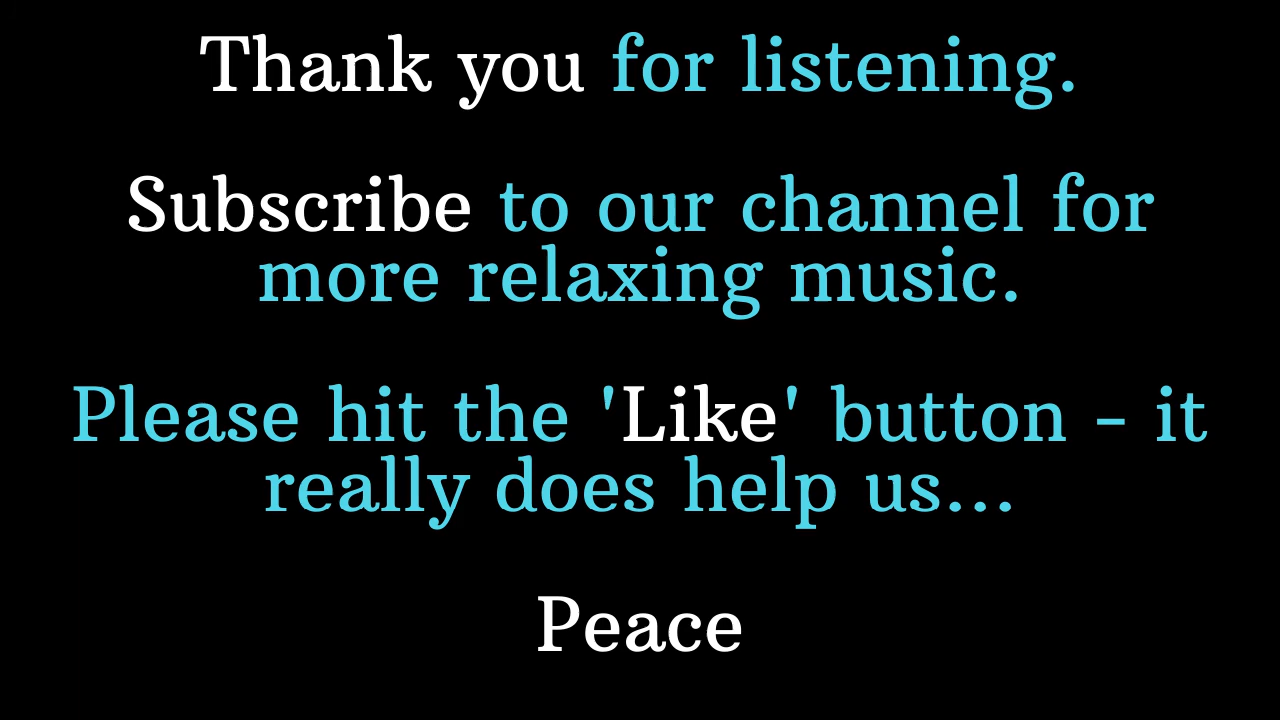 Thank you for listening.
Subscribe to our channel for
more relaxing music.
Please hit the 'Like' button - it
really does help us...
Peace